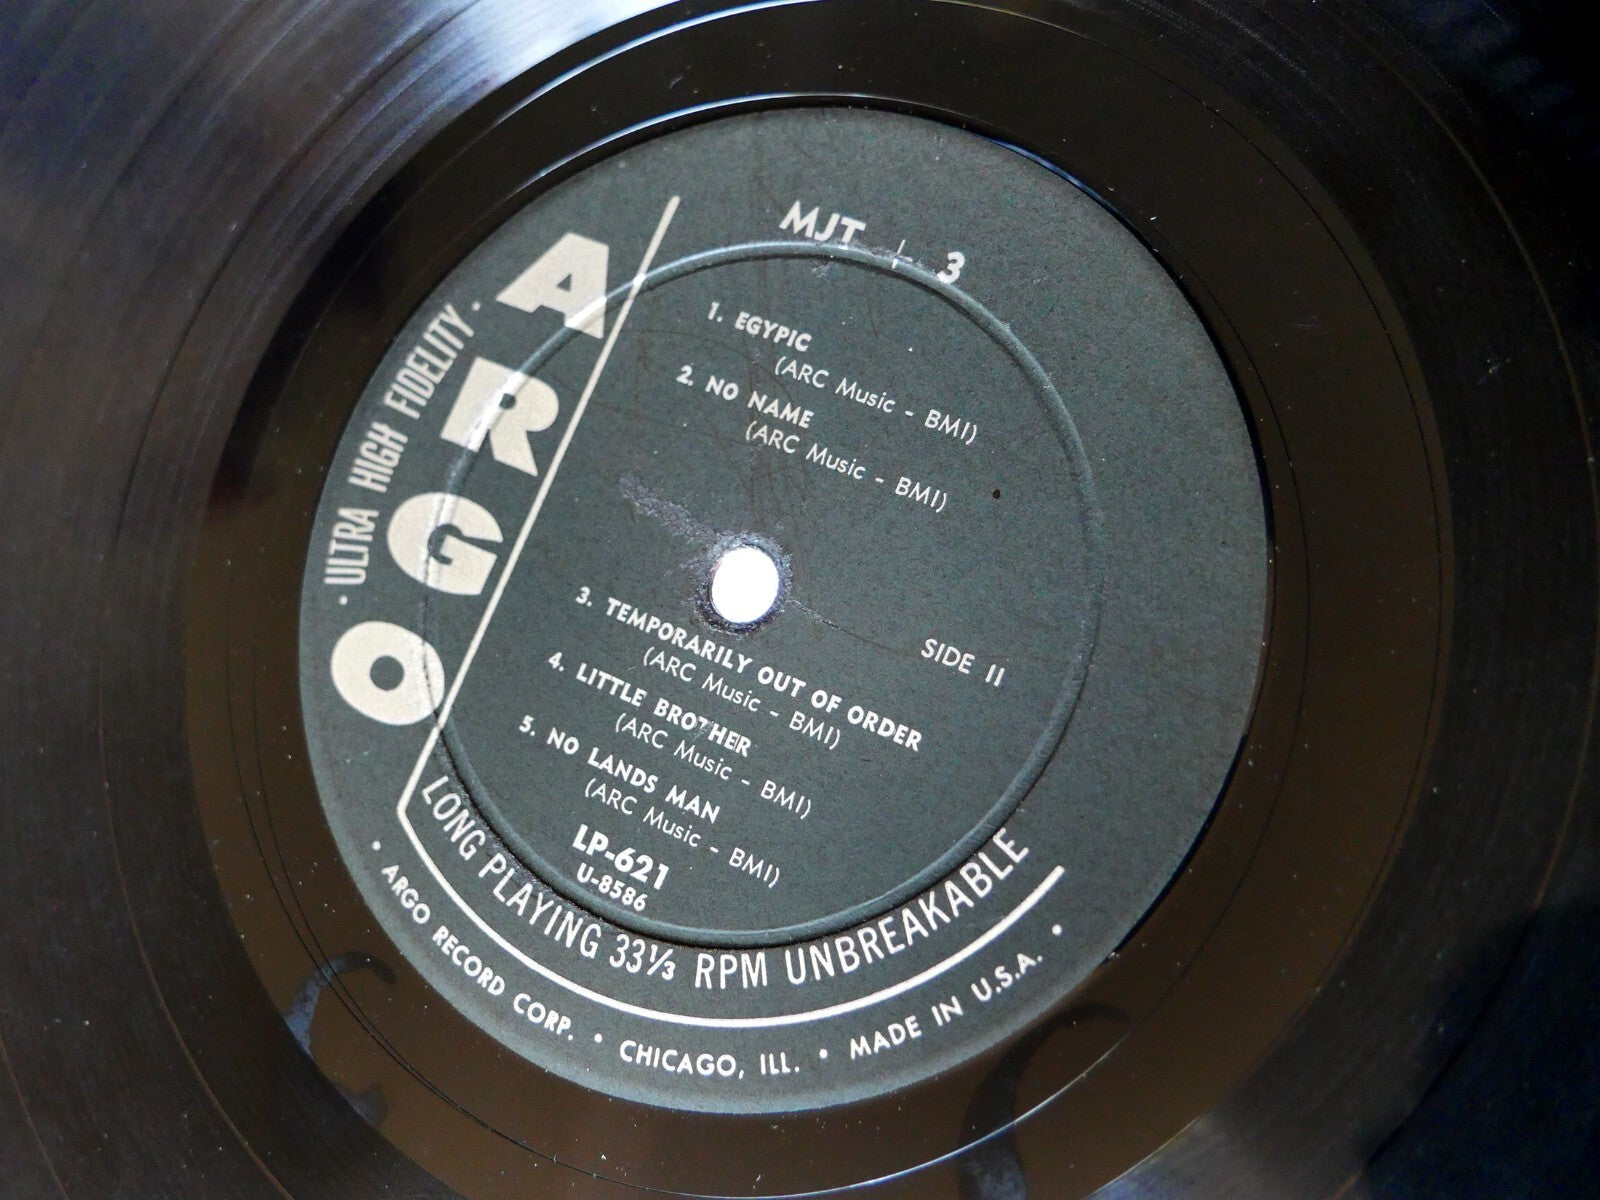 MJT + 3
1. EGYPIC
(ARC Music - BMI)
2. NO NAME
(ARC Music - BMI)
SIDE II
3. TEMPORARILY OUT OF ORDER
(ARC Music - BMI)
4. LITTLE BROTHER
(ARC Music - BMI)
5. NO LANDS MAN
(ARC Music - BMI)
LP-621
U-8586
ARGO
• ULTRA HIGH FIDELITY •
LONG PLAYING 33⅓ RPM UNBREAKABLE
• ARGO RECORD CORP. • CHICAGO, ILL. • MADE IN U.S.A. •